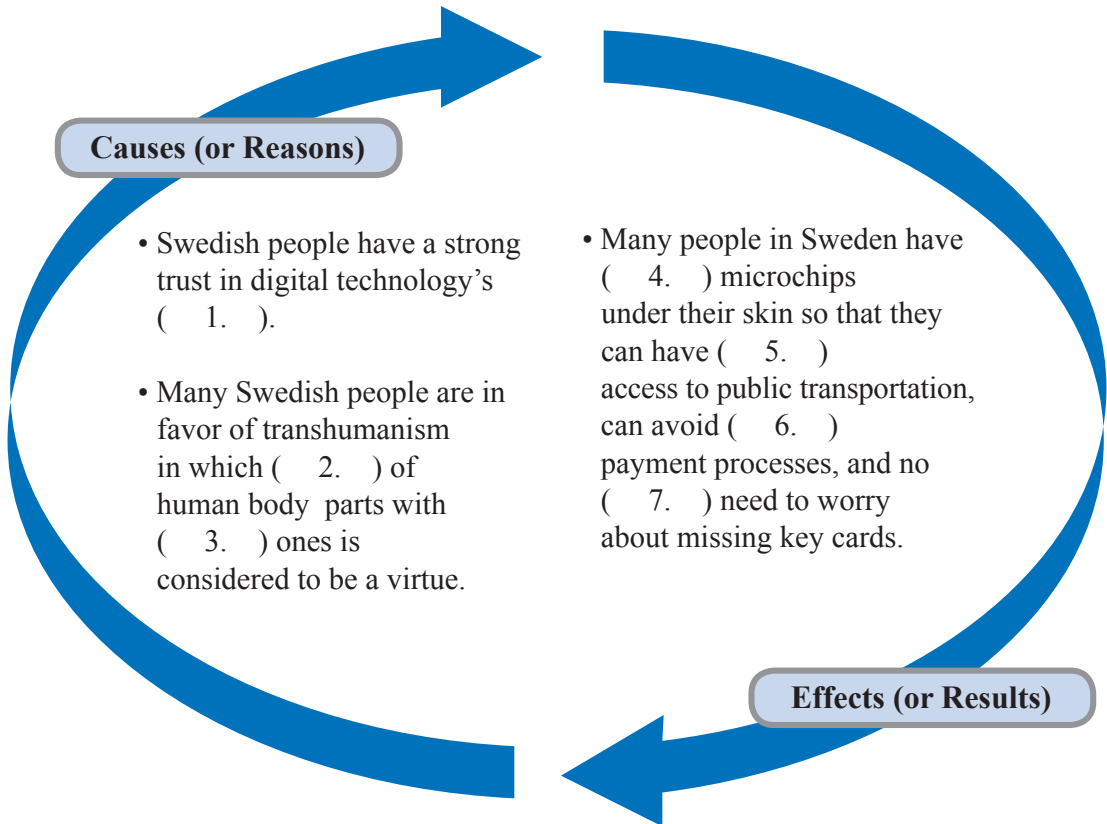 Causes (or Reasons)
• Swedish people have a strong
trust in digital technology’s
( 1. ).
• Many Swedish people are in
favor of transhumanism
in which ( 2. ) of
human body parts with
( 3. ) ones is
considered to be a virtue.
• Many people in Sweden have
( 4. ) microchips
under their skin so that they
can have ( 5. )
access to public transportation,
can avoid ( 6. )
payment processes, and no
( 7. ) need to worry
about missing key cards.
Effects (or Results)